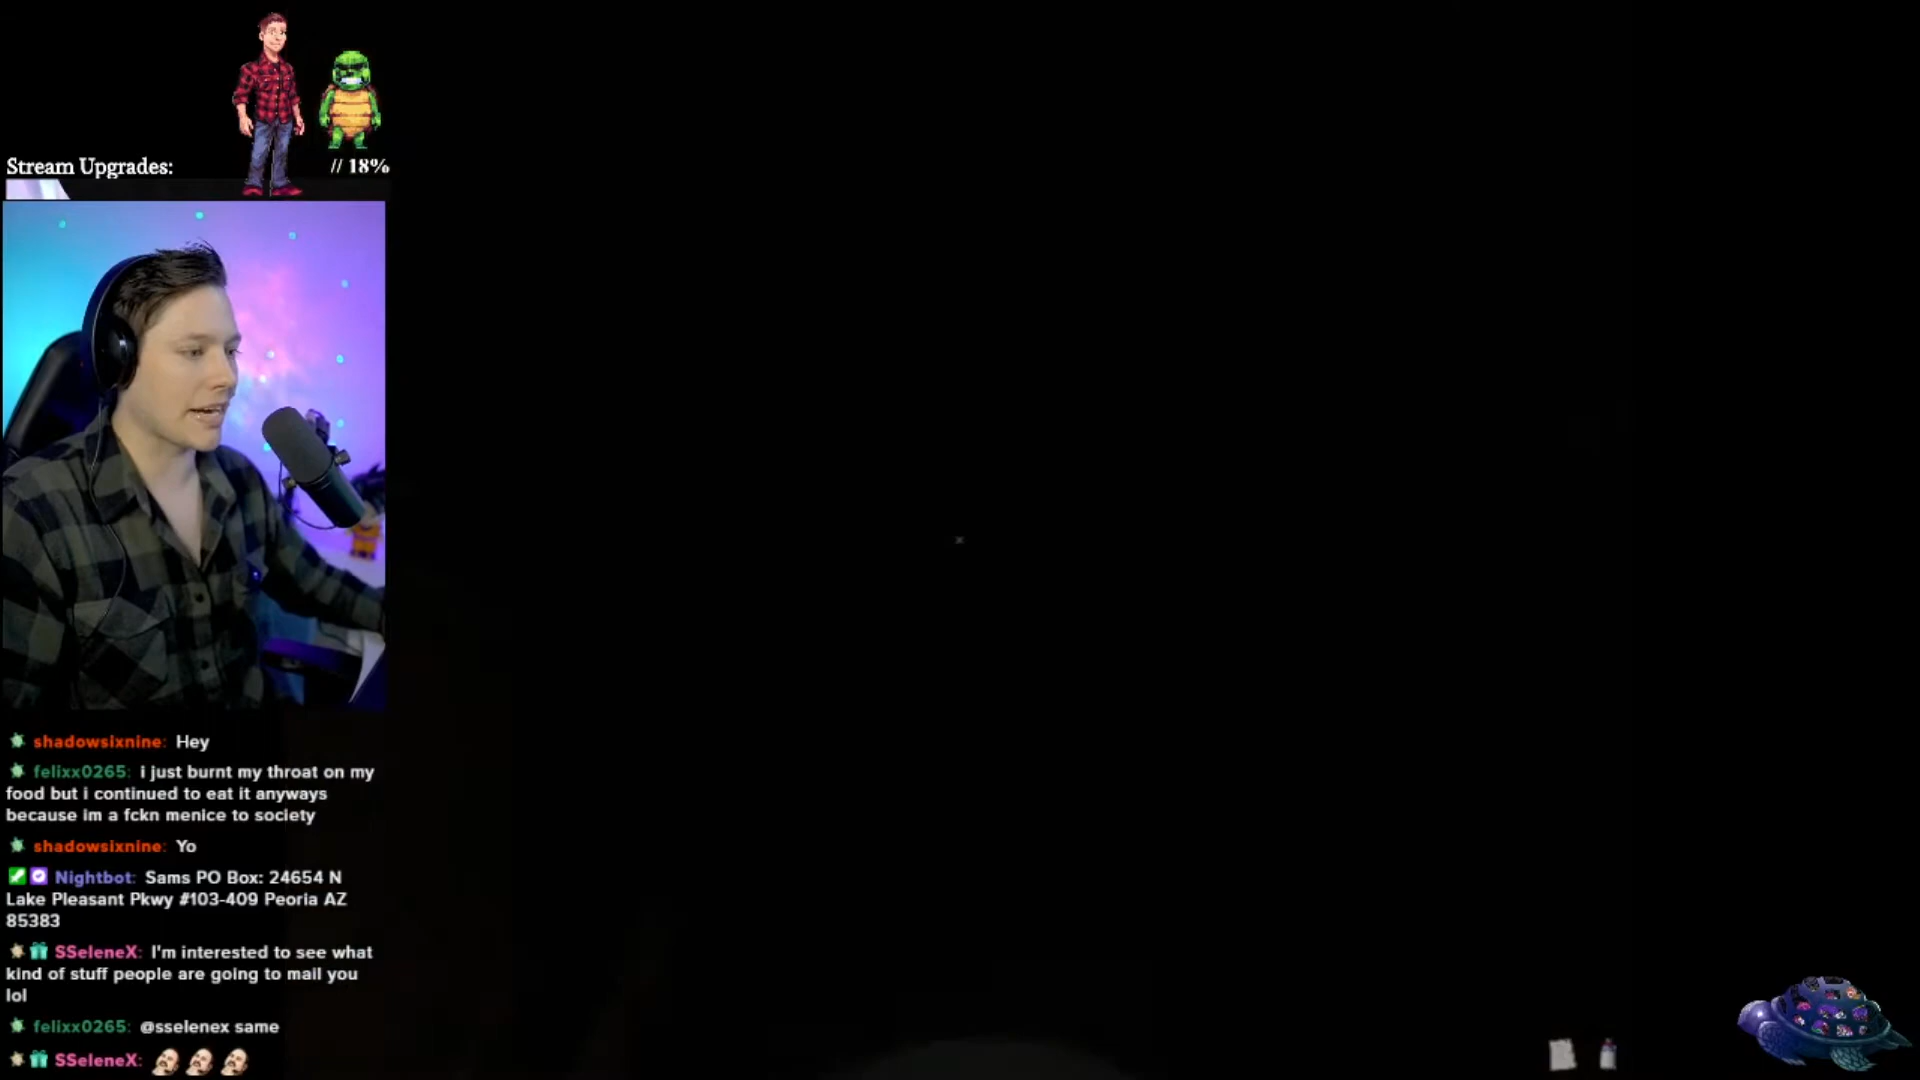 Stream Upgrades: // 18%
shadowsixnine: Hey
felixx0265: i just burnt my throat on my
food but i continued to eat it anyways
because im a fckn menice to society
shadowsixnine: Yo
Nightbot: Sams PO Box: 24654 N
Lake Pleasant Pkwy #103-409 Peoria AZ
85383
SSeleneX: I'm interested to see what
kind of stuff people are going to mail you
lol
felixx0265: @sselenex same
SSeleneX: